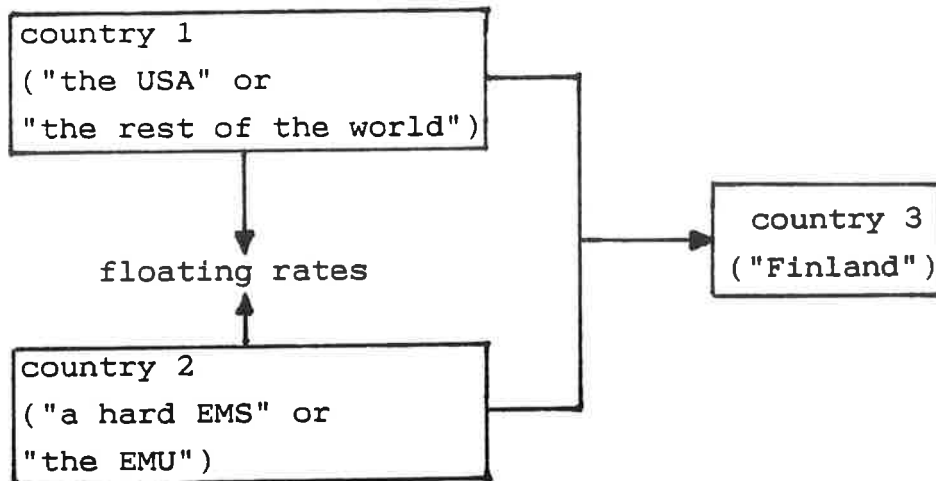 country 1
("the USA" or
"the rest of the world")
floating rates
country 2
("a hard EMS" or
"the EMU")
country 3
("Finland")